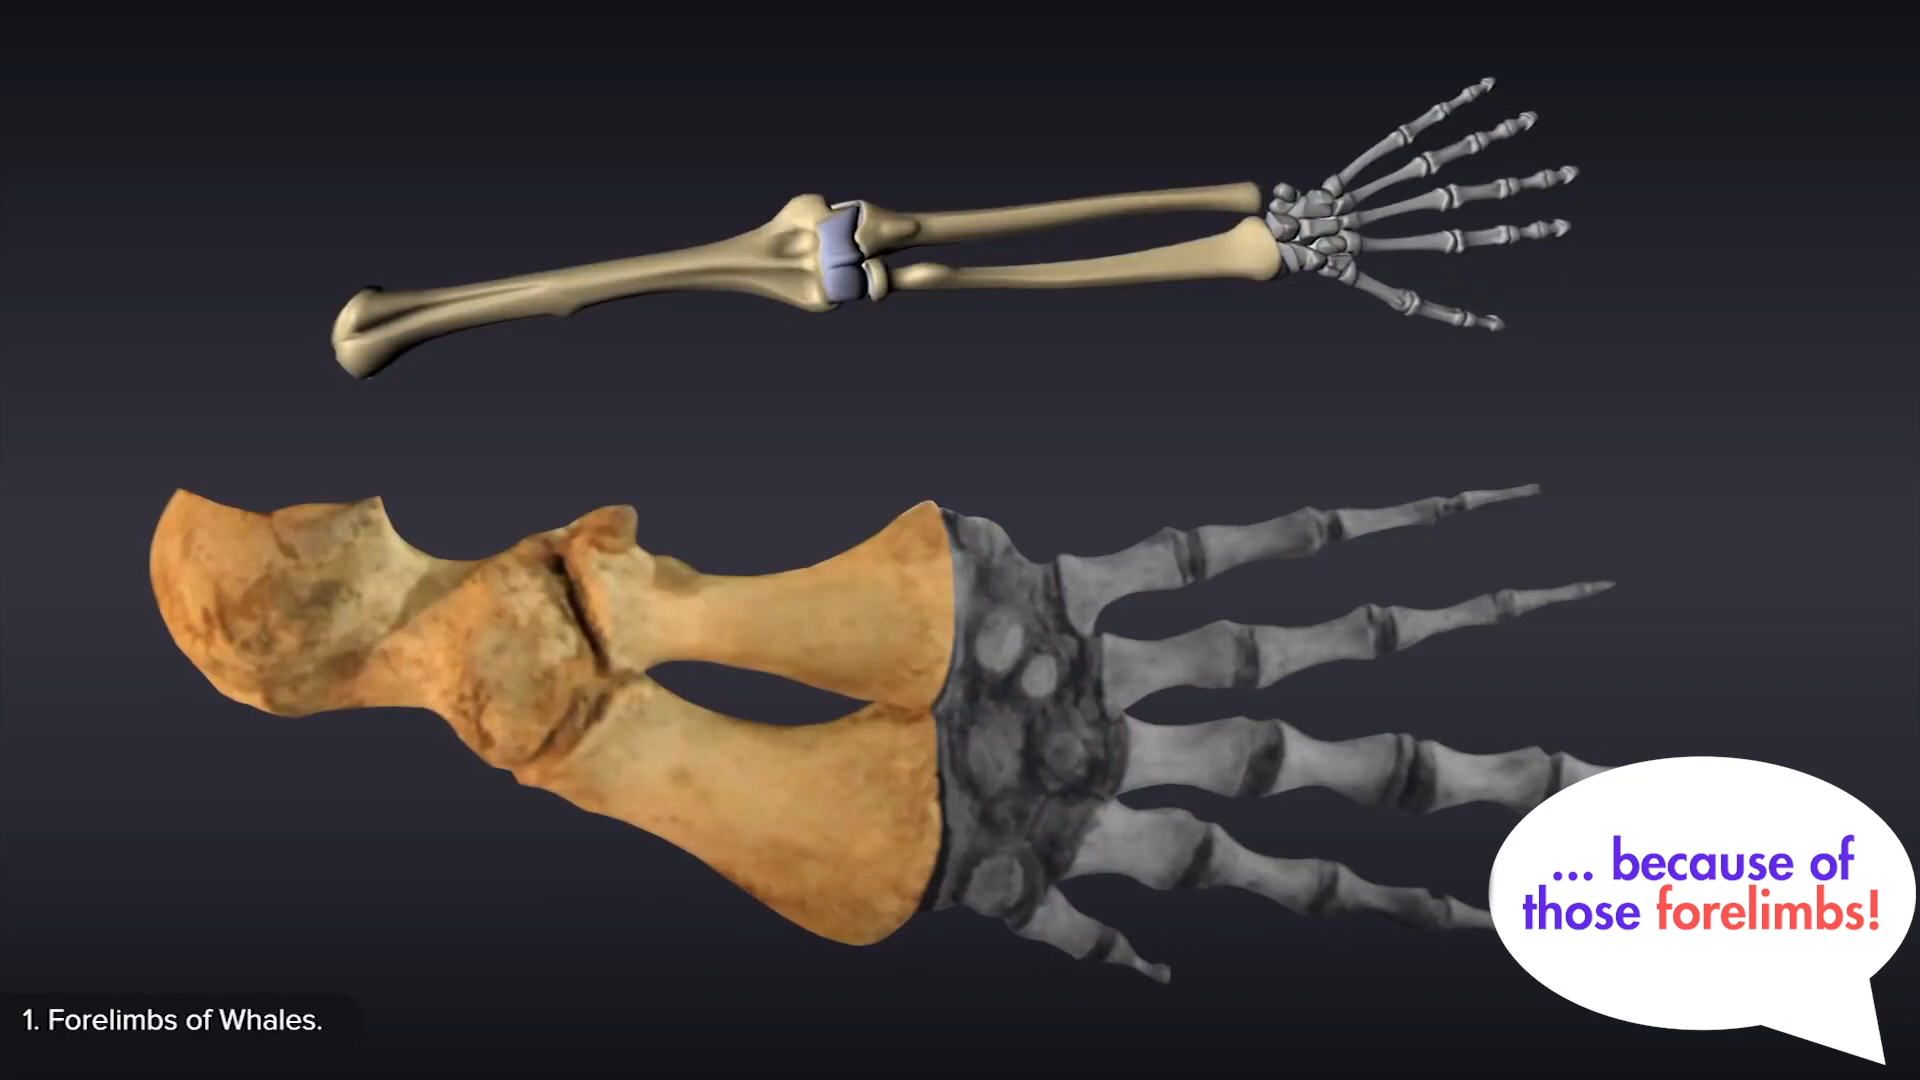 ... because of
those forelimbs!
1. Forelimbs of Whales.